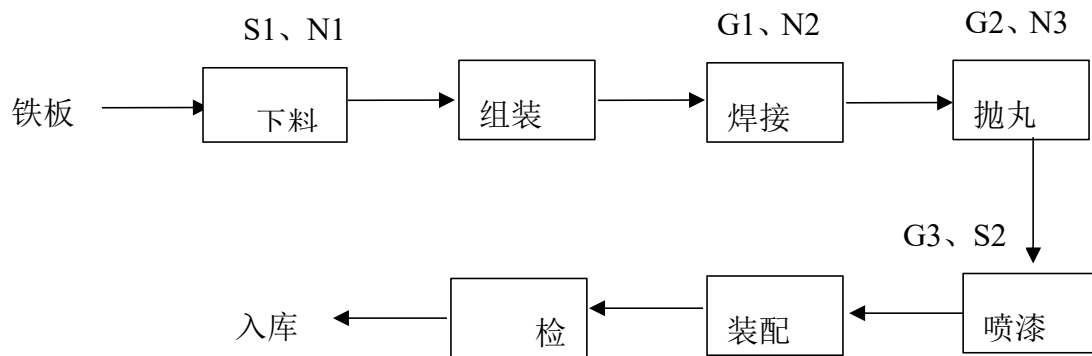 S1、N1
G1、N2
G2、N3
铁板
下料
组装
焊接
抛丸
G3、S2
入库
检
装配
喷漆